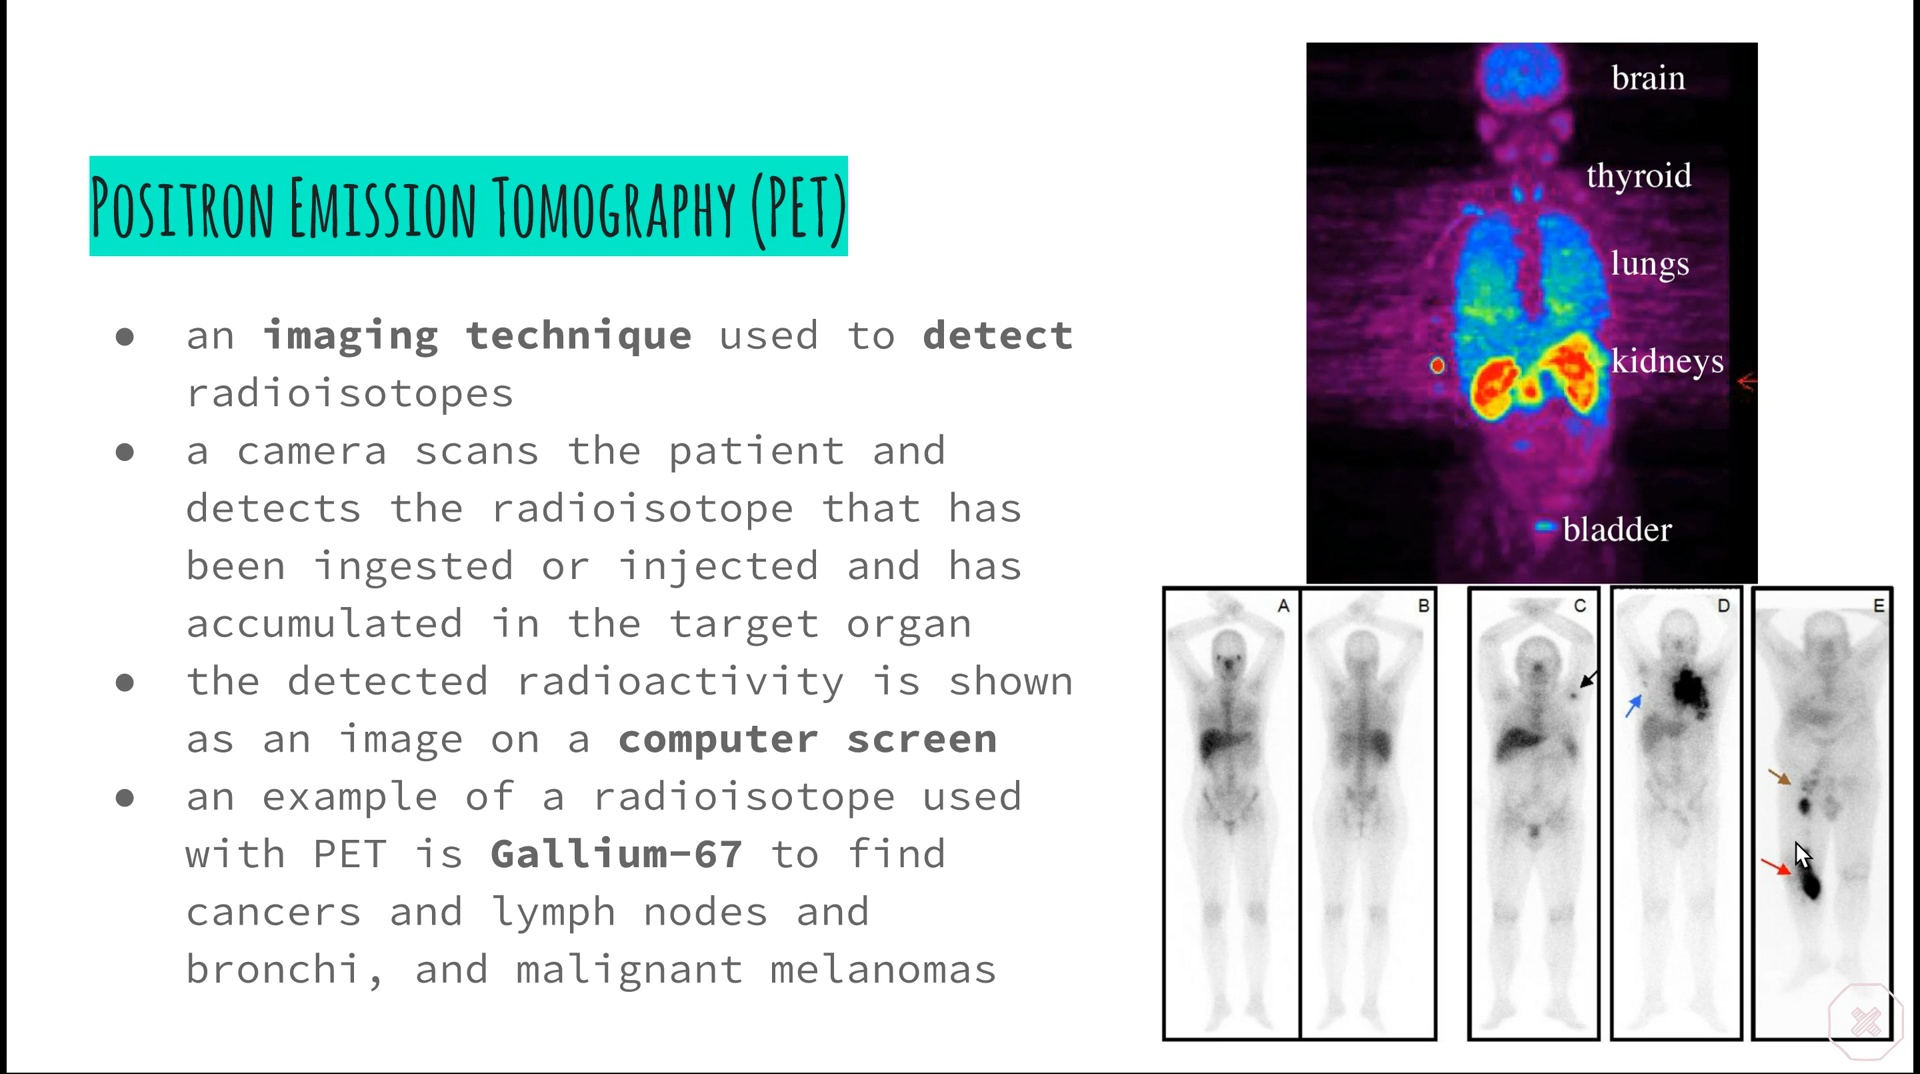 Positron Emission Tomography (PET)
● an imaging technique used to detect
radioisotopes
● a camera scans the patient and
detects the radioisotope that has
been ingested or injected and has
accumulated in the target organ
● the detected radioactivity is shown
as an image on a computer screen
● an example of a radioisotope used
with PET is Gallium-67 to find
cancers and lymph nodes and
bronchi, and malignant melanomas
brain
thyroid
lungs
kidneys
bladder
A
B
C
D
E